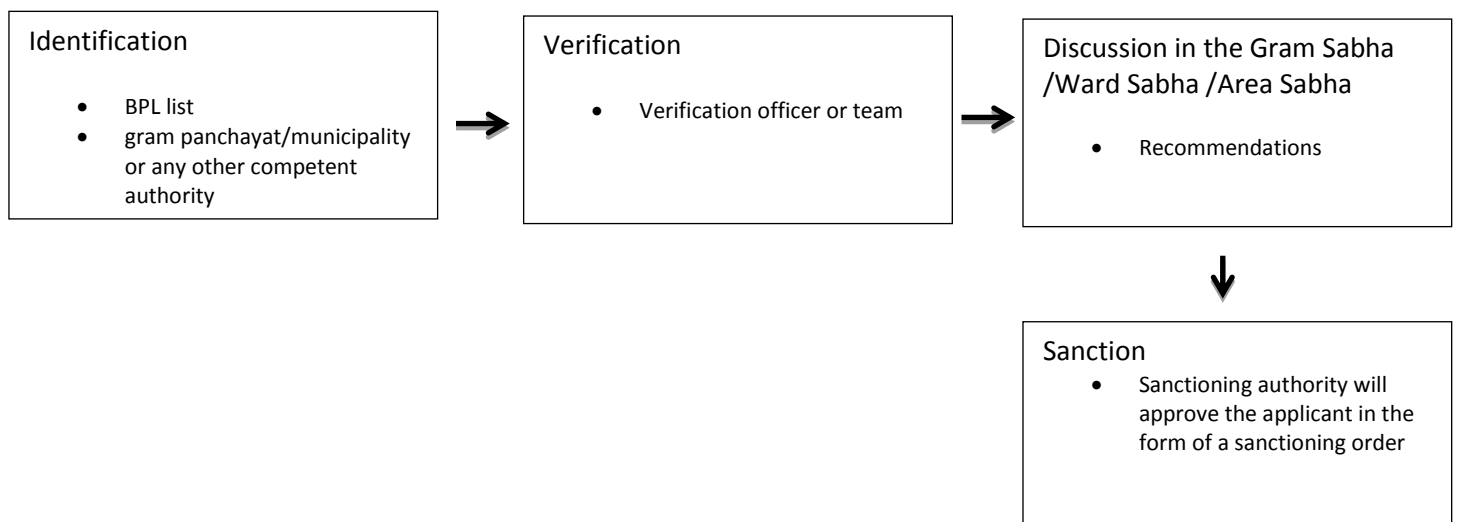 Identification
• BPL list
• gram panchayat/municipality
or any other competent
authority
Verification
• Verification officer or team
Discussion in the Gram Sabha
/Ward Sabha /Area Sabha
• Recommendations
Sanction
• Sanctioning authority will
approve the applicant in the
form of a sanctioning order